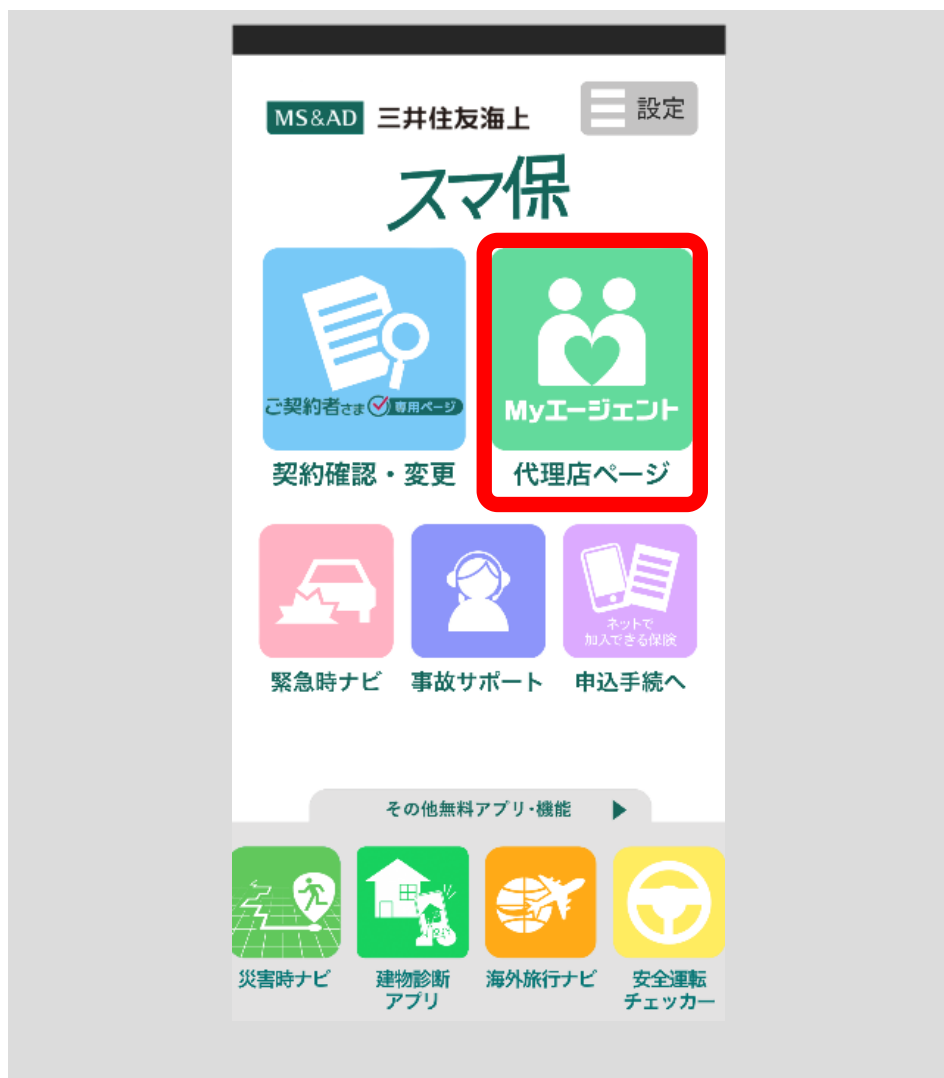 MS&AD 三井住友海上
設定
スマ保
ご契約者さま 専用ページ
契約確認・変更
Myエージェント
代理店ページ
緊急時ナビ
事故サポート
ネットで
加入できる保険
申込手続へ
その他無料アプリ・機能 ▶
災害時ナビ
建物診断
アプリ
海外旅行ナビ
安全運転
チェッカー